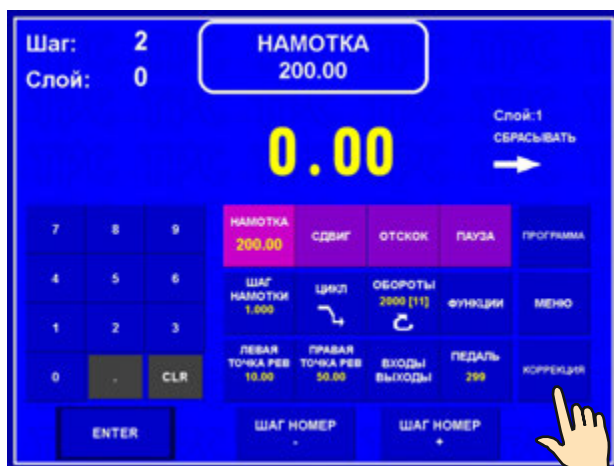 Шаг: 2
Слой: 0
НАМОТКА
200.00
0.00
Слой:1
СБРАСЫВАТЬ
7 8 9
НАМОТКА
200.00
СДВИГ
ОТСКОК
ПАУЗА
ПРОГРАММА
4 5 6
ШАГ
НАМОТКИ
1.000
ЦИКЛ
ОБОРОТЫ
2000 [11]
ФУНКЦИИ
МЕНЮ
1 2 3
0 . CLR
ЛЕВАЯ
ТОЧКА РЕВ
10.00
ПРАВАЯ
ТОЧКА РЕВ
50.00
ВХОДЫ
ВЫХОДЫ
ПЕДАЛЬ
299
КОРРЕКЦИЯ
ENTER
ШАГ НОМЕР
-
ШАГ НОМЕР
+